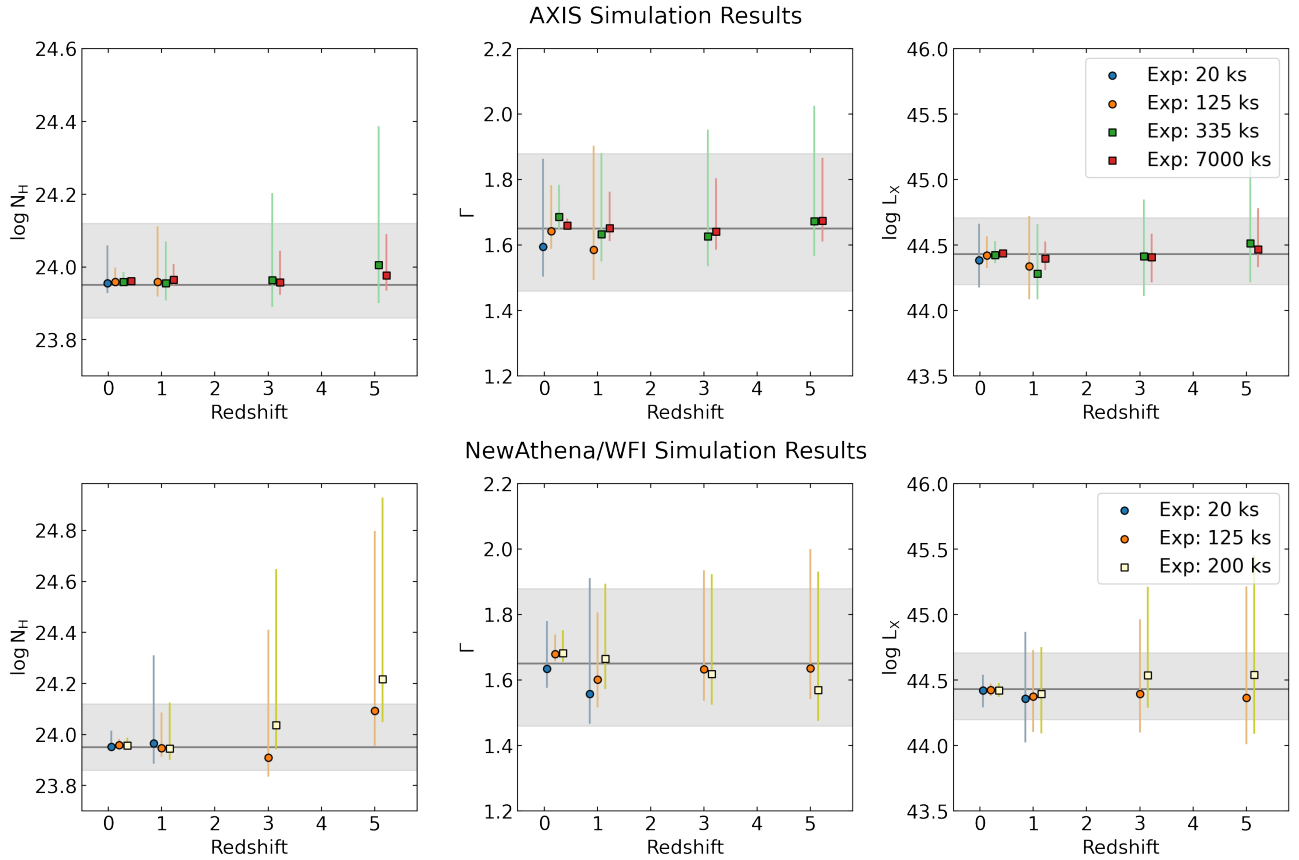 AXIS Simulation Results
log N_H
24.6
24.4
24.2
24.0
23.8
0 1 2 3 4 5
Redshift
Γ
2.2
2.0
1.8
1.6
1.4
1.2
0 1 2 3 4 5
Redshift
log L_X
46.0
45.5
45.0
44.5
44.0
43.5
0 1 2 3 4 5
Redshift
Exp: 20 ks
Exp: 125 ks
Exp: 335 ks
Exp: 7000 ks
NewAthena/WFI Simulation Results
log N_H
24.8
24.6
24.4
24.2
24.0
23.8
0 1 2 3 4 5
Redshift
Γ
2.2
2.0
1.8
1.6
1.4
1.2
0 1 2 3 4 5
Redshift
log L_X
46.0
45.5
45.0
44.5
44.0
43.5
0 1 2 3 4 5
Redshift
Exp: 20 ks
Exp: 125 ks
Exp: 200 ks